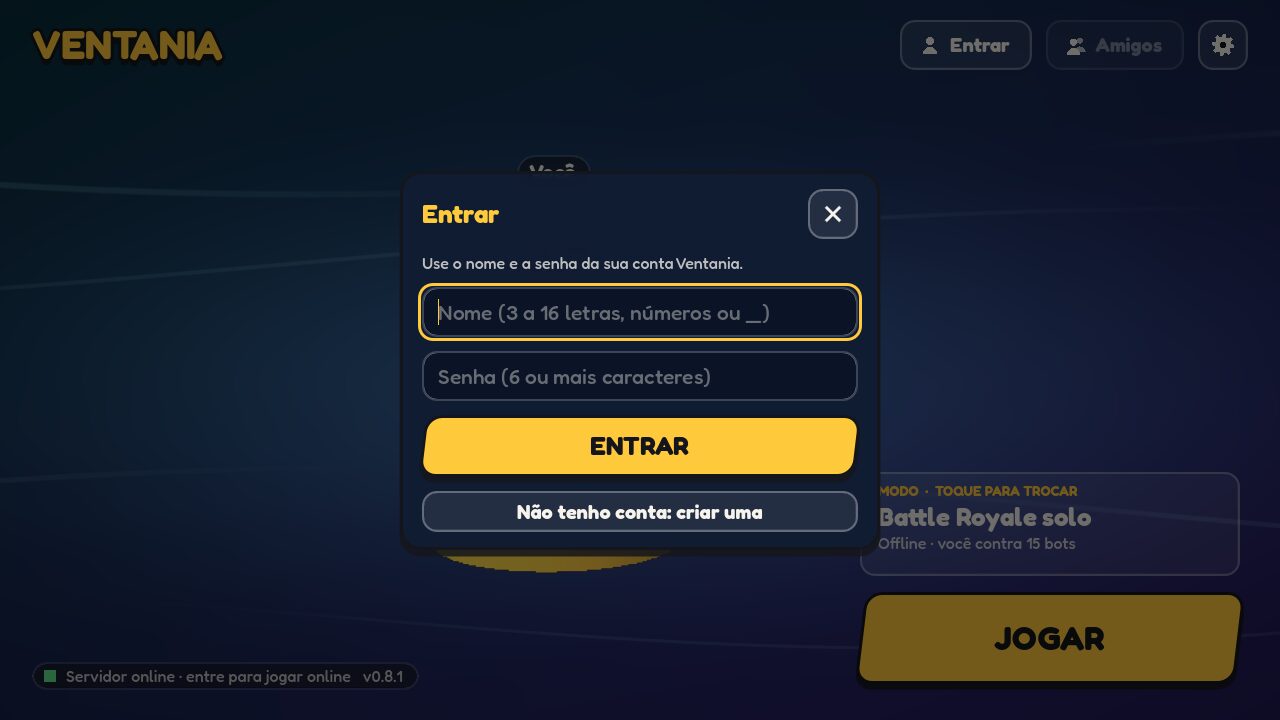 VENTANIA
Entrar
Amigos
Você
Entrar
Use o nome e a senha da sua conta Ventania.
Nome (3 a 16 letras, números ou _)
Senha (6 ou mais caracteres)
ENTRAR
Não tenho conta: criar uma
MODO · TOQUE PARA TROCAR
Battle Royale solo
Offline · você contra 15 bots
JOGAR
Servidor online · entre para jogar online v0.8.1